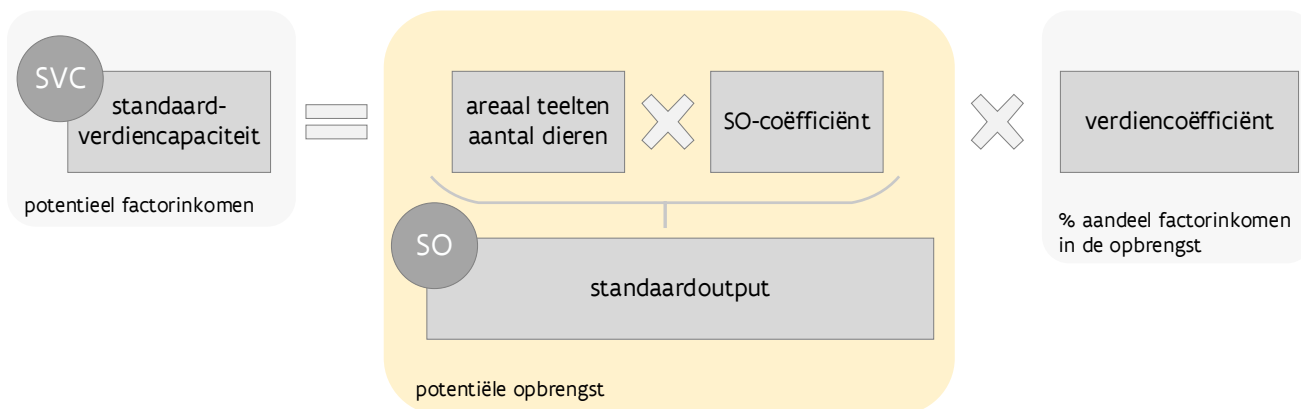 SVC
standaard-
verdiencapaciteit
potentieel factorinkomen
areaal teelten
aantal dieren
SO-coëfficiënt
SO
standaardoutput
potentiële opbrengst
verdiencoëfficiënt
% aandeel factorinkomen
in de opbrengst